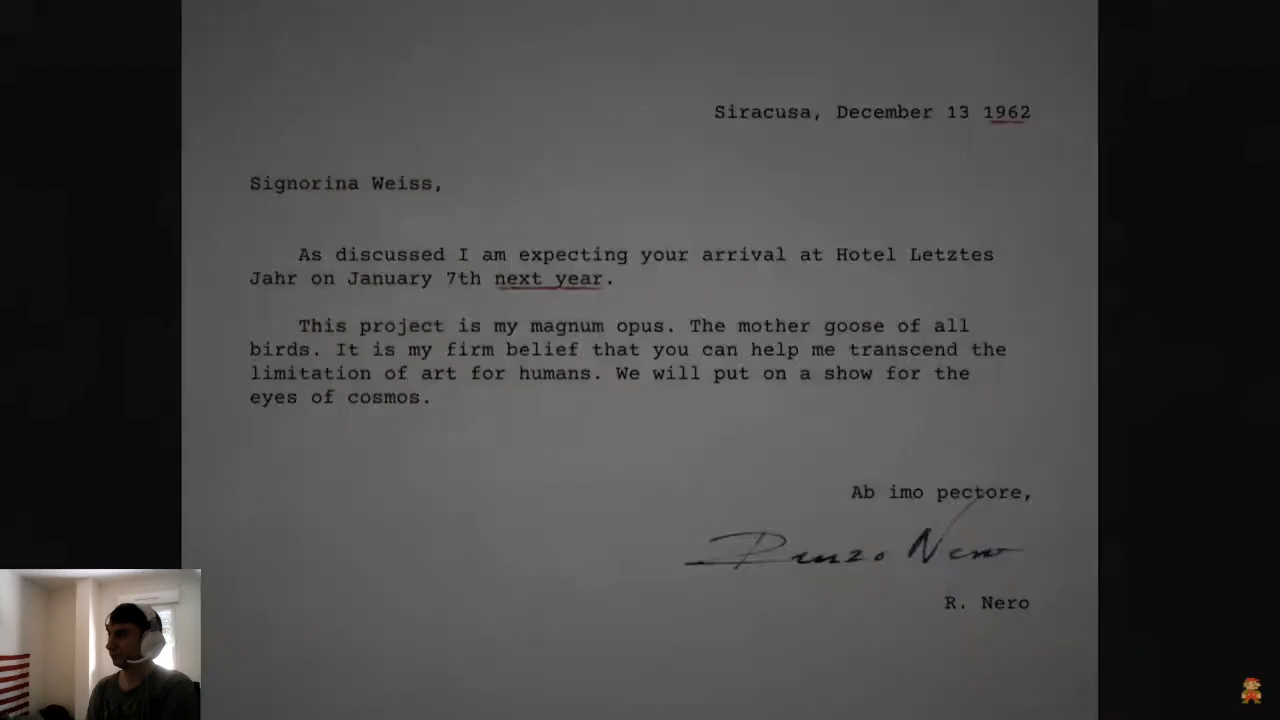 Siracusa, December 13 1962
Signorina Weiss,
As discussed I am expecting your arrival at Hotel Letztes
Jahr on January 7th next year.
This project is my magnum opus. The mother goose of all
birds. It is my firm belief that you can help me transcend the
limitation of art for humans. We will put on a show for the
eyes of cosmos.
Ab imo pectore,
Renzo Nero
R. Nero